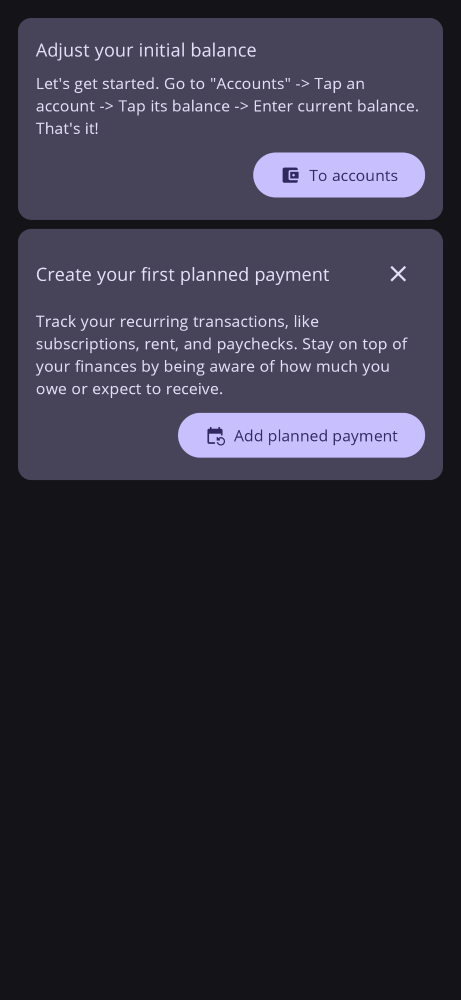 Adjust your initial balance
Let's get started. Go to "Accounts" -> Tap an
account -> Tap its balance -> Enter current balance.
That's it!
To accounts
Create your first planned payment
Track your recurring transactions, like
subscriptions, rent, and paychecks. Stay on top of
your finances by being aware of how much you
owe or expect to receive.
Add planned payment